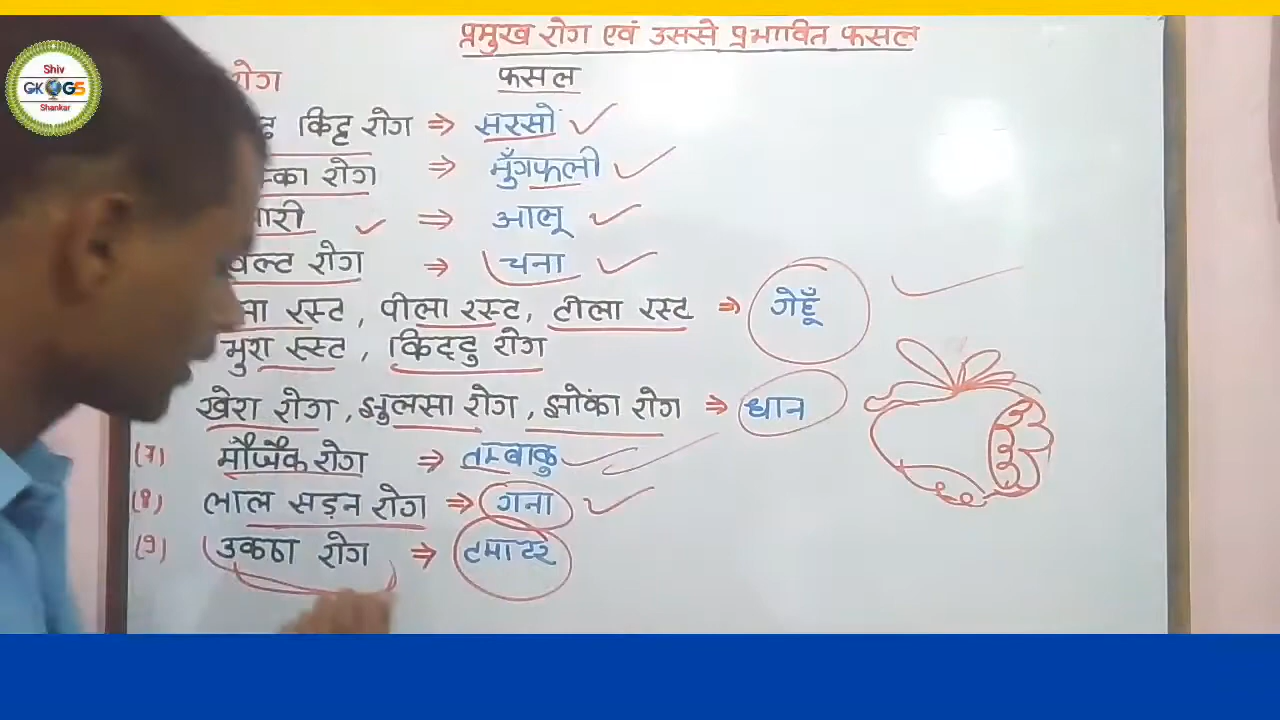 Shiv
GK GS
Shankar
प्रमुख रोग एवं उससे प्रभावित फसल
रोग फसल
किट्ट रोग ⇒ सरसों
रोग ⇒ मुँगफली
⇒ आलू
रोग ⇒ चना
रस्ट, पीला रस्ट, टीला रस्ट ⇒ गेहूँ
भुरा रस्ट, किटटु रोग
खेरा रोग, झुलसा रोग, झोंका रोग ⇒ धान
(7) मौजैक रोग ⇒ तम्बाकु
(8) लाल सड़न रोग ⇒ गना
(9) उकठा रोग ⇒ टमाटर